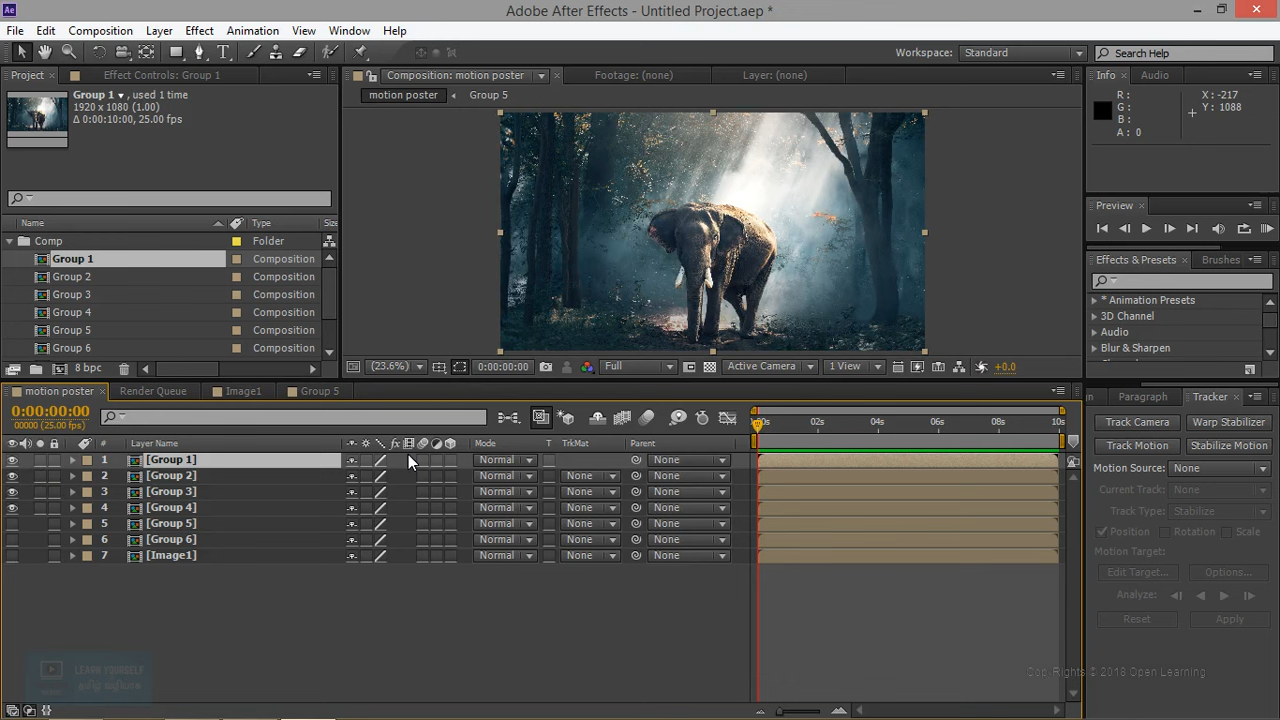 Ae Adobe After Effects - Untitled Project.aep *
File Edit Composition Layer Effect Animation View Window Help
Workspace: Standard Search Help
Project Effect Controls: Group 1 Composition: motion poster Footage: (none) Layer: (none) Info Audio
Group 1 , used 1 time
1920 x 1080 (1.00)
Δ 0:00:10:00, 25.00 fps
motion poster Group 5
R : X: -217
G : Y: 1088
B :
A : 0
Name Type Size
Comp Folder
Group 1 Composition
Group 2 Composition
Group 3 Composition
Group 4 Composition
Group 5 Composition
Group 6 Composition
8 bpc
(23.6%) 0:00:00:00 Full Active Camera 1 View +0.0
Preview
Effects & Presets Brushes
* Animation Presets
3D Channel
Audio
Blur & Sharpen
motion poster Render Queue Image1 Group 5
0:00:00:00
00000 (25.00 fps)
02s 04s 06s 08s 10s
# Layer Name fx Mode T TrkMat Parent
1 [Group 1] Normal None
2 [Group 2] Normal None None
3 [Group 3] Normal None None
4 [Group 4] Normal None None
5 [Group 5] Normal None None
6 [Group 6] Normal None None
7 [Image1] Normal None None
Paragraph Tracker
Track Camera Warp Stabilizer
Track Motion Stabilize Motion
Motion Source: None
Current Track: None
Track Type: Stabilize
Position Rotation Scale
Motion Target:
Edit Target... Options...
Analyze:
Reset Apply
LEARN YOURSELF
Copy Rights © 2018 Open Learning